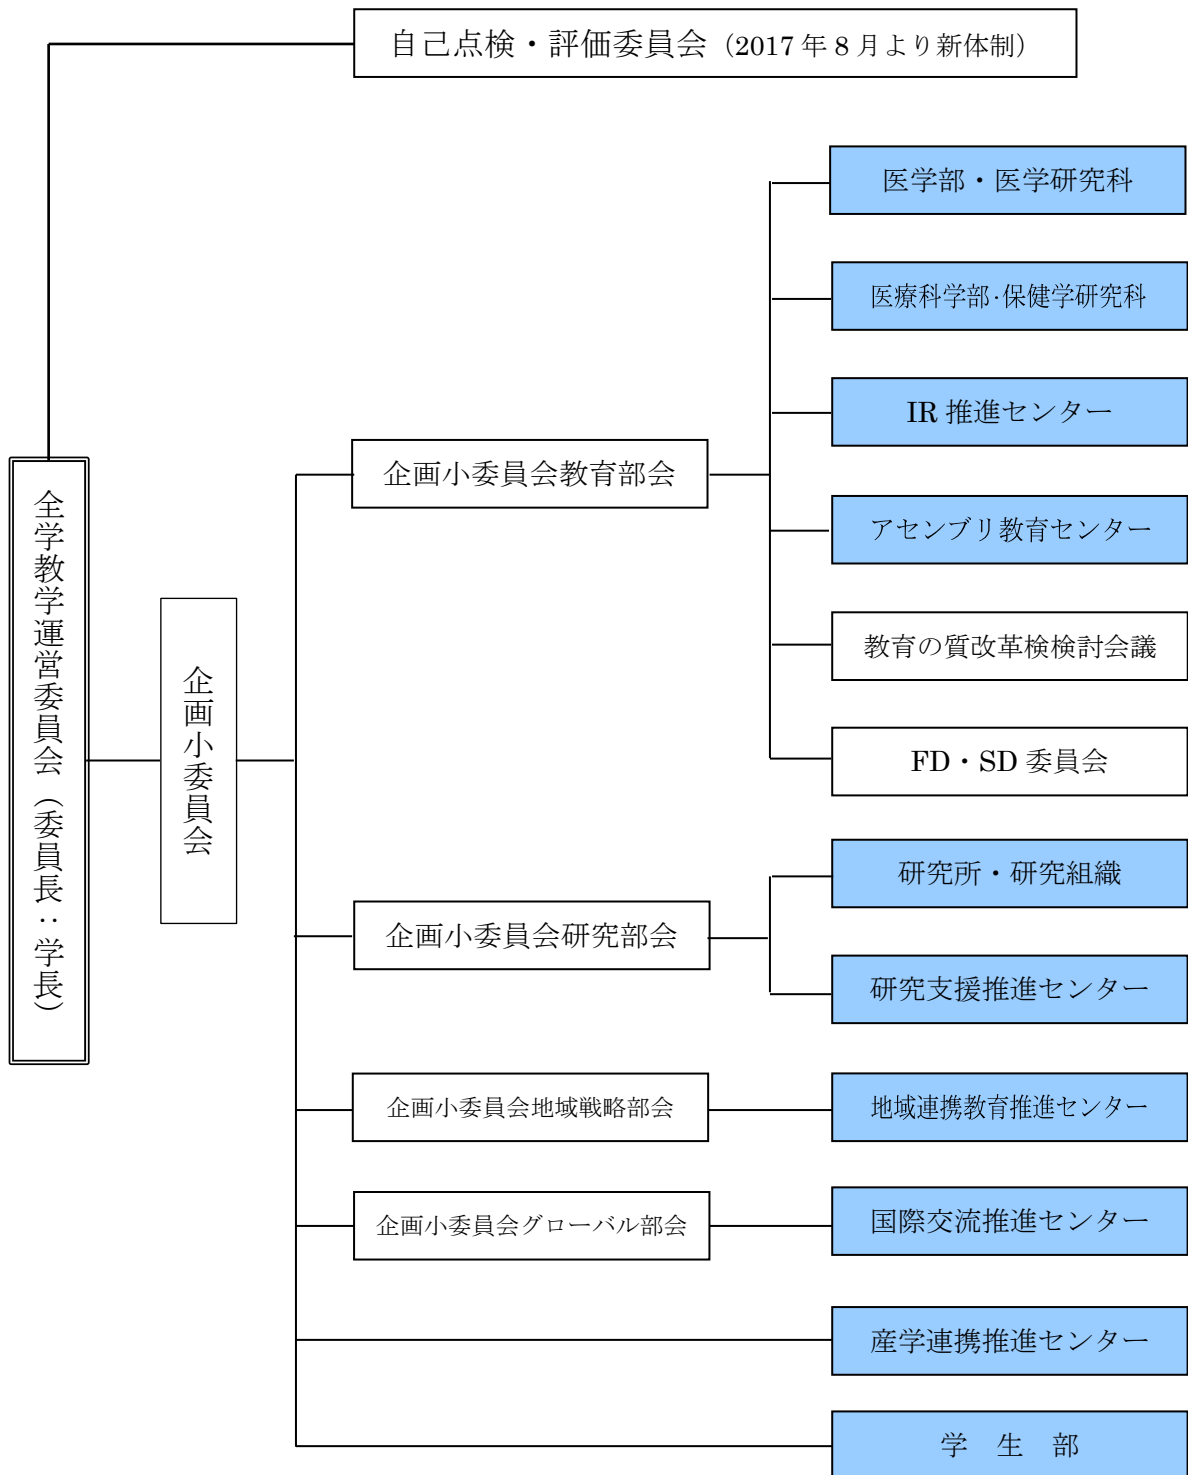 自己点検・評価委員会（2017 年 8 月より新体制）
医学部・医学研究科
医療科学部･保健学研究科
IR 推進センター
企画小委員会教育部会
アセンブリ教育センター
全学教学運営委員会（委員長：学長）
教育の質改革検検討会議
企画小委員会
FD・SD 委員会
研究所・研究組織
企画小委員会研究部会
研究支援推進センター
企画小委員会地域戦略部会
地域連携教育推進センター
企画小委員会グローバル部会
国際交流推進センター
産学連携推進センター
学　生　部